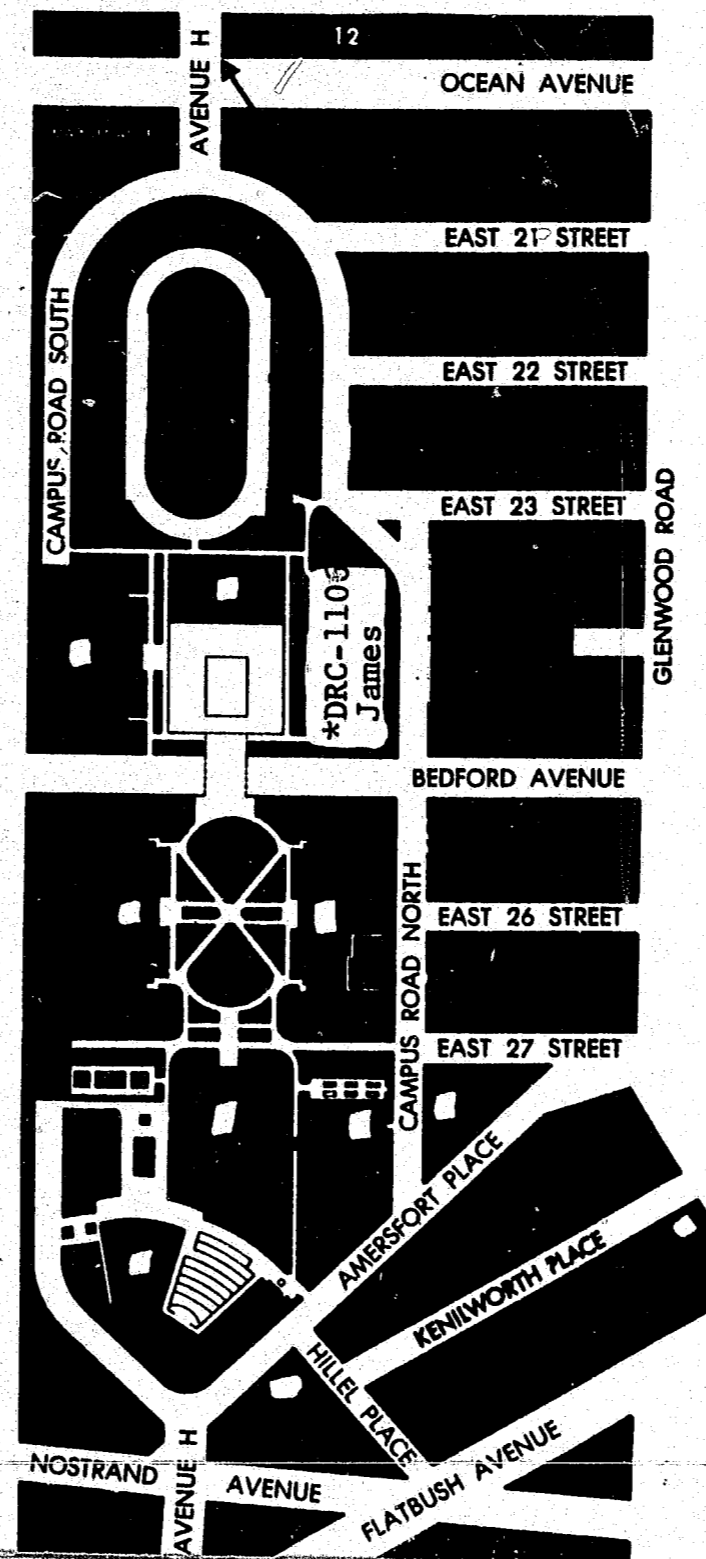 12
AVENUE H
OCEAN AVENUE
EAST 21 STREET
CAMPUS ROAD SOUTH
EAST 22 STREET
EAST 23 STREET
GLENWOOD ROAD
*DRC-1105
James
BEDFORD AVENUE
CAMPUS ROAD NORTH
EAST 26 STREET
EAST 27 STREET
AMERSFORT PLACE
KENILWORTH PLACE
HILLEL PLACE
NOSTRAND AVENUE
AVENUE H
FLATBUSH AVENUE